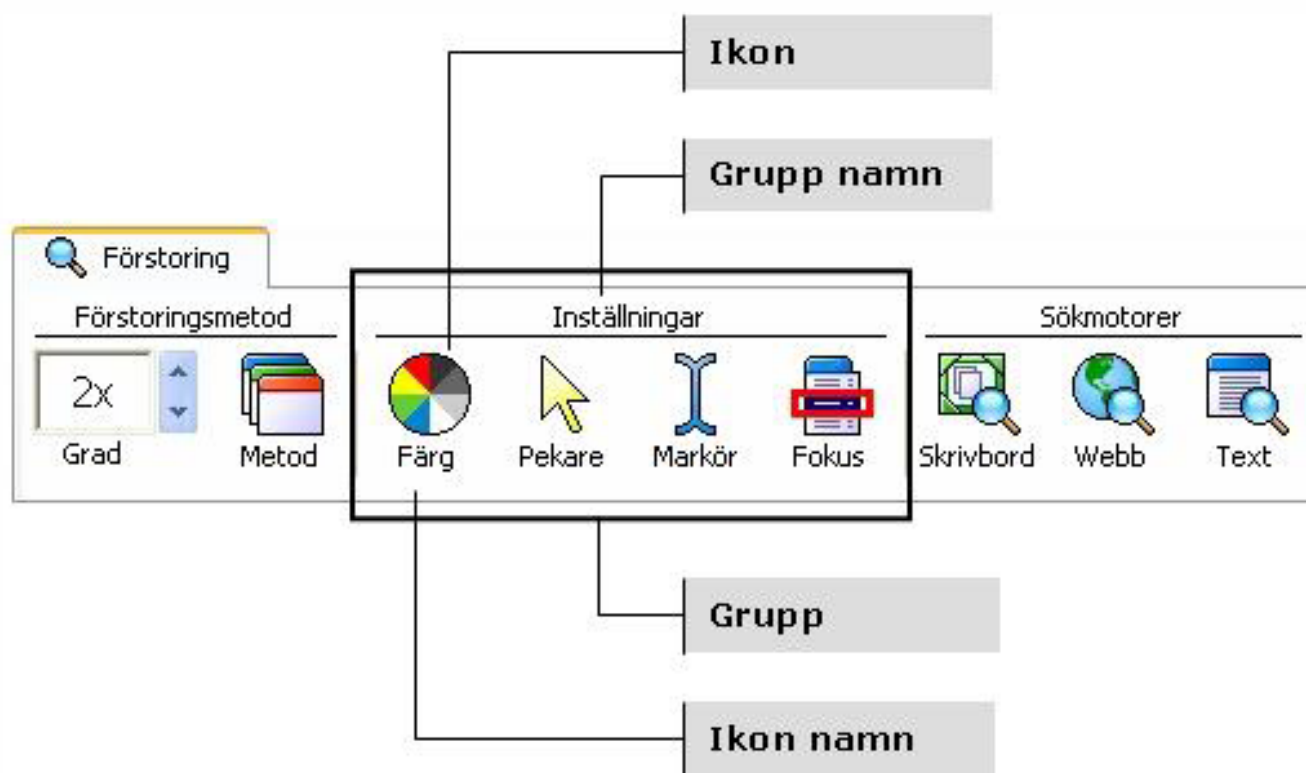 Ikon
Grupp namn
Förstoring
Förstoringsmetod
Inställningar
Sökmotorer
2x
Grad
Metod
Färg
Pekare
Markör
Fokus
Skrivbord
Webb
Text
Grupp
Ikon namn